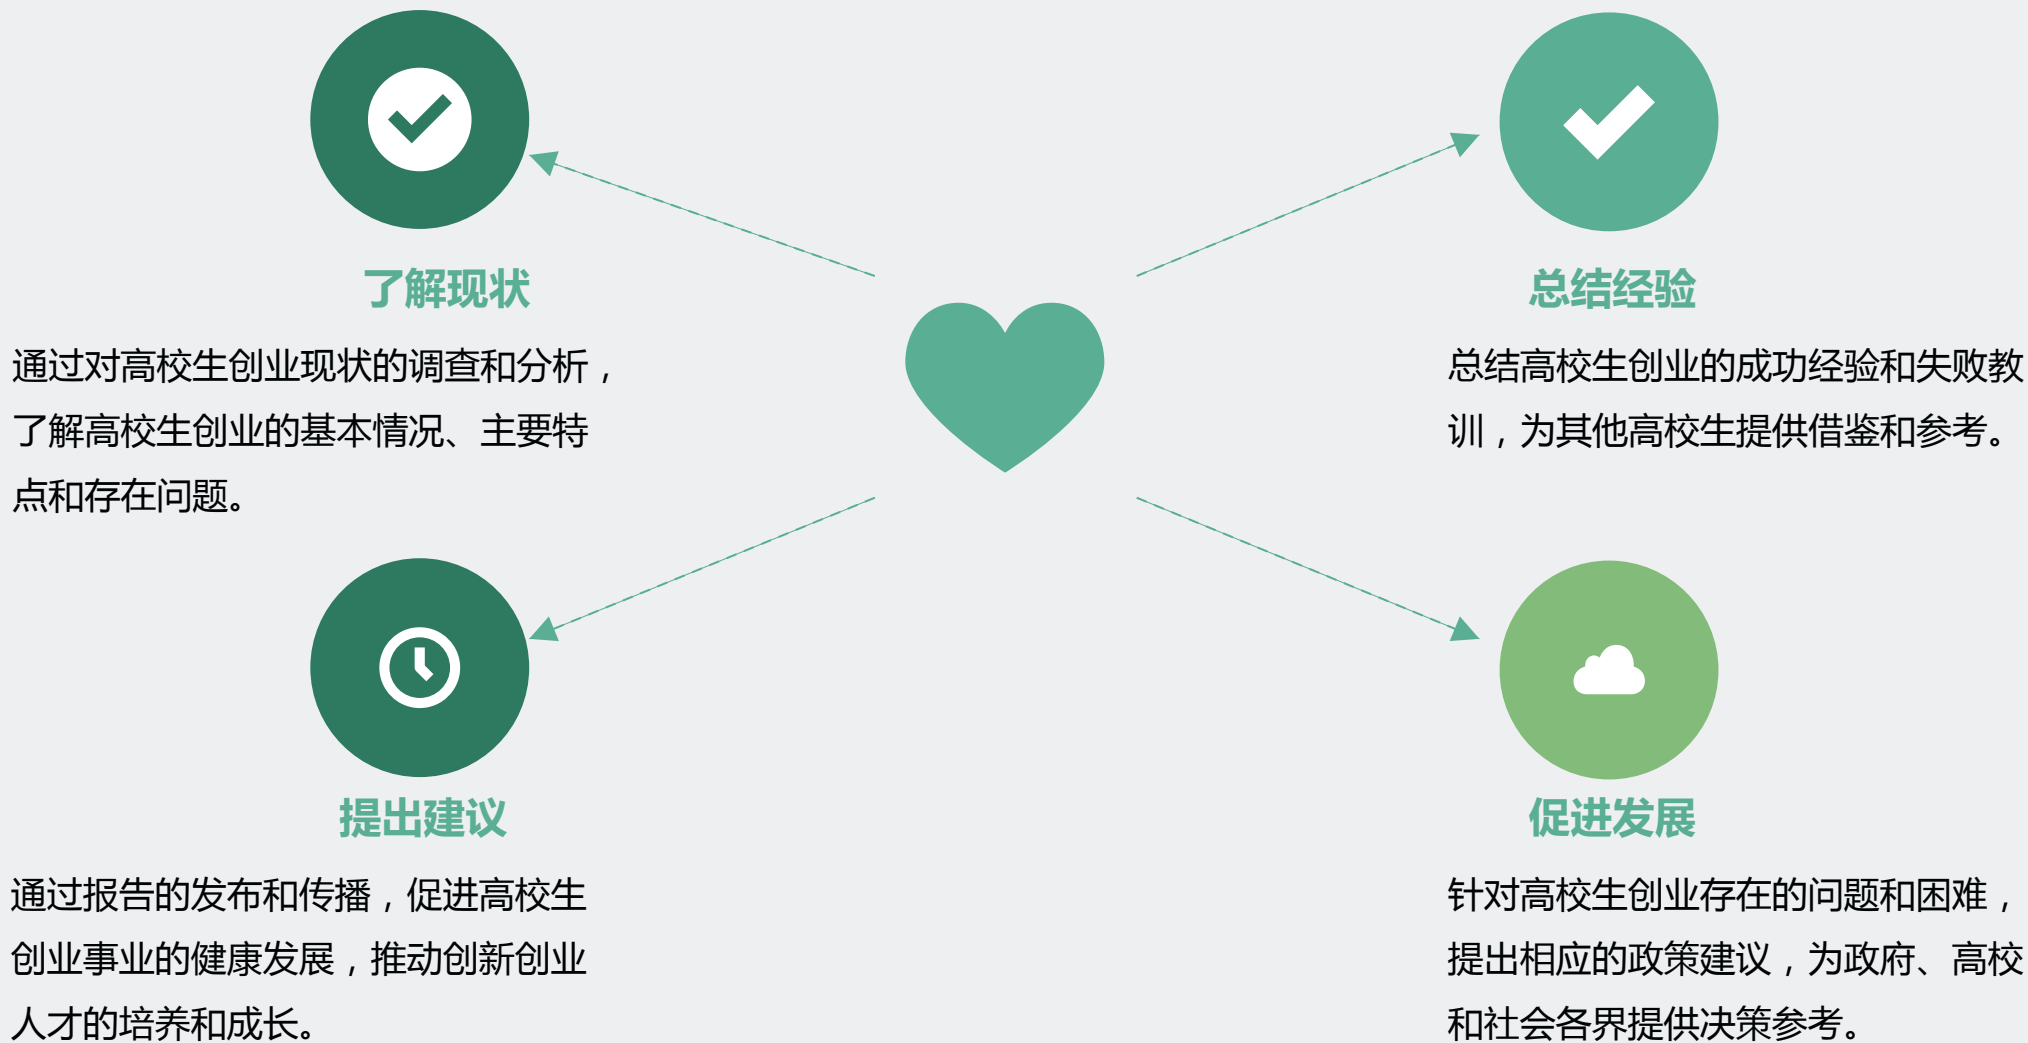 了解现状
通过对高校生创业现状的调查和分析，
了解高校生创业的基本情况、主要特
点和存在问题。
总结经验
总结高校生创业的成功经验和失败教
训，为其他高校生提供借鉴和参考。
提出建议
通过报告的发布和传播，促进高校生
创业事业的健康发展，推动创新创业
人才的培养和成长。
促进发展
针对高校生创业存在的问题和困难，
提出相应的政策建议，为政府、高校
和社会各界提供决策参考。